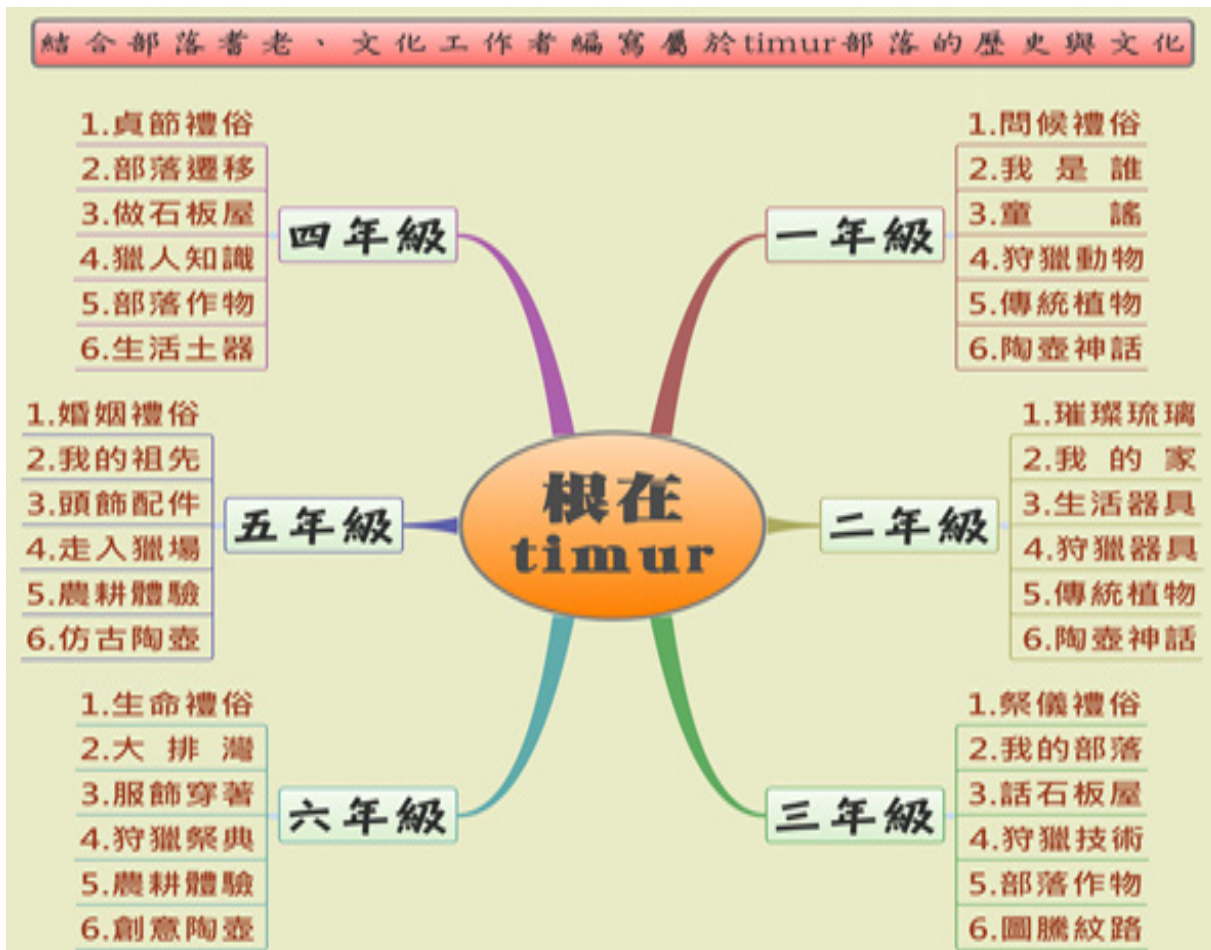 結合部落耆老、文化工作者編寫屬於timur部落的歷史與文化
根在
timur
一年級
1.問候禮俗
2.我是誰
3.童謠
4.狩獵動物
5.傳統植物
6.陶壺神話
二年級
1.璀璨琉璃
2.我的家
3.生活器具
4.狩獵器具
5.傳統植物
6.陶壺神話
三年級
1.祭儀禮俗
2.我的部落
3.話石板屋
4.狩獵技術
5.部落作物
6.圖騰紋路
四年級
1.貞節禮俗
2.部落遷移
3.做石板屋
4.獵人知識
5.部落作物
6.生活土器
五年級
1.婚姻禮俗
2.我的祖先
3.頭飾配件
4.走入獵場
5.農耕體驗
6.仿古陶壺
六年級
1.生命禮俗
2.大排灣
3.服飾穿著
4.狩獵祭典
5.農耕體驗
6.創意陶壺